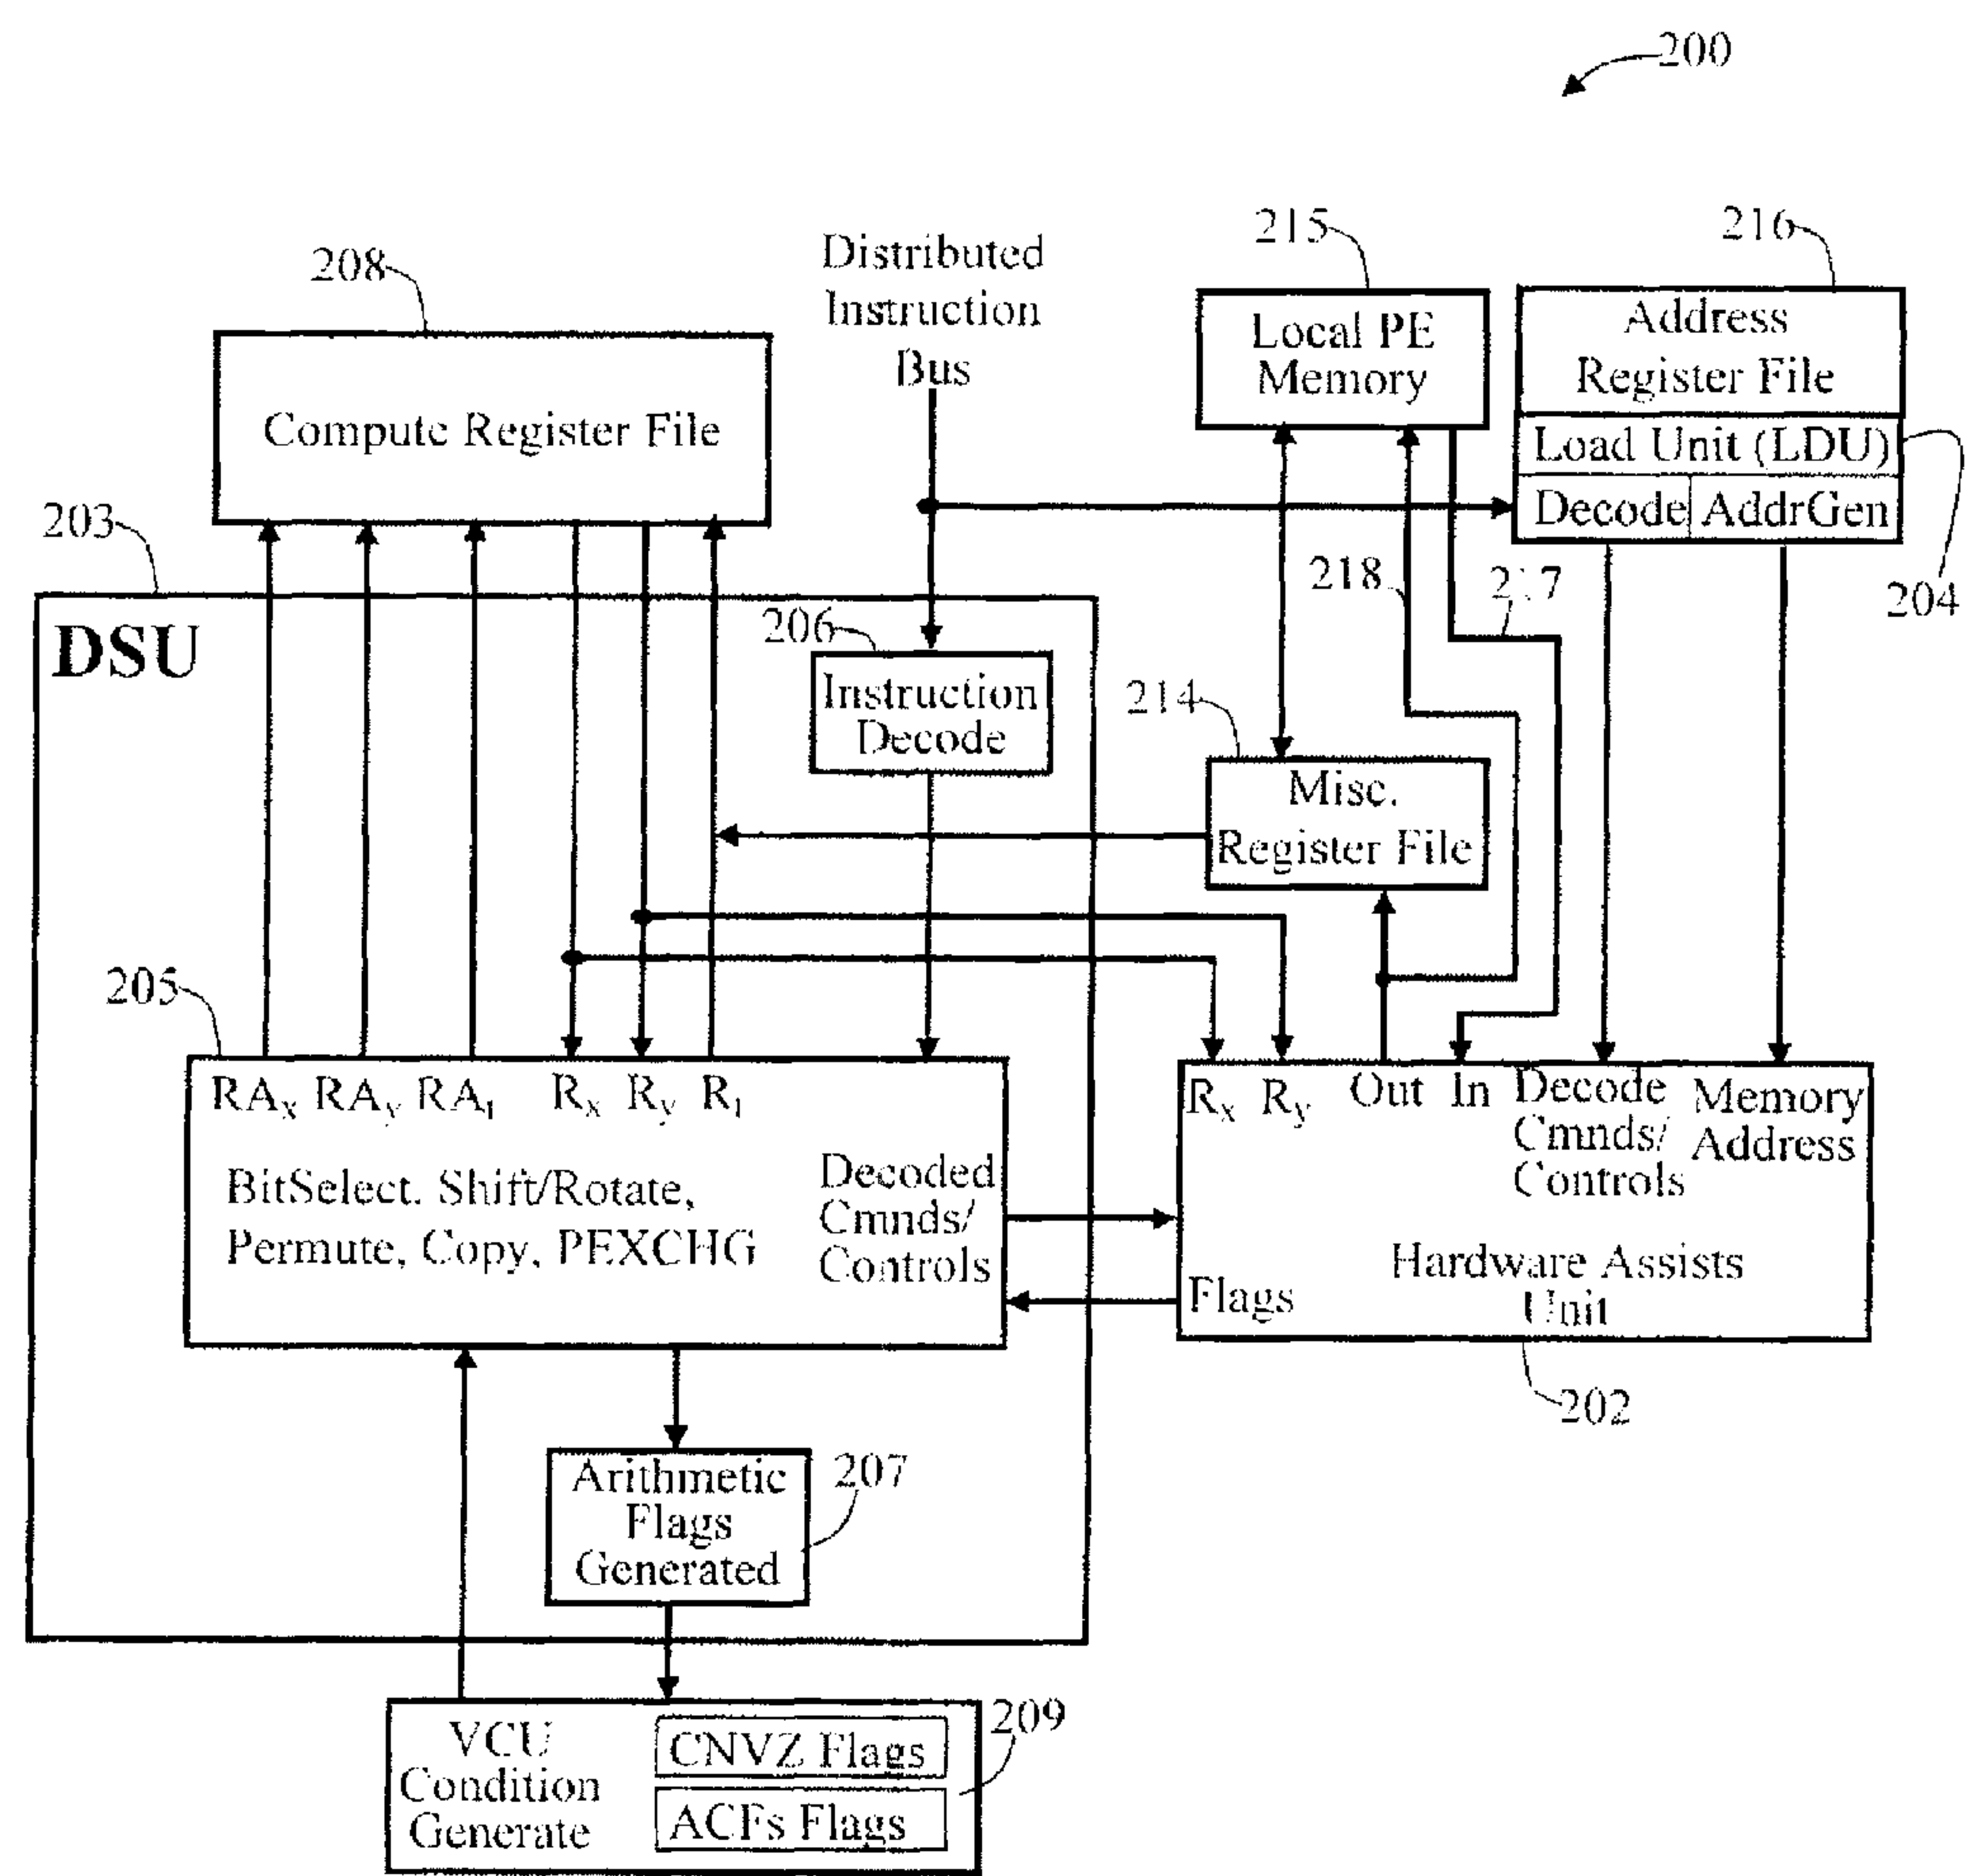 200
215
216
208
Distributed
Instruction
Bus
Local PE
Memory
Address
Register File
Compute Register File
Load Unit (LDU)
Decode AddrGen
203
218
204
DSU
206
Instruction
Decode
214
Misc.
Register File
205
RAx RAy RAt Rx Ry Rt
BitSelect. Shift/Rotate,
Permute, Copy, PEXCHG
Decoded
Cmnds/
Controls
Rx Ry Out In
Decode
Cmnds/
Controls
Memory
Address
Hardware Assists
Unit
Flags
202
Arithmetic
Flags
Generated
207
VCU
Condition
Generate
CNVZ Flags
ACFs Flags
209